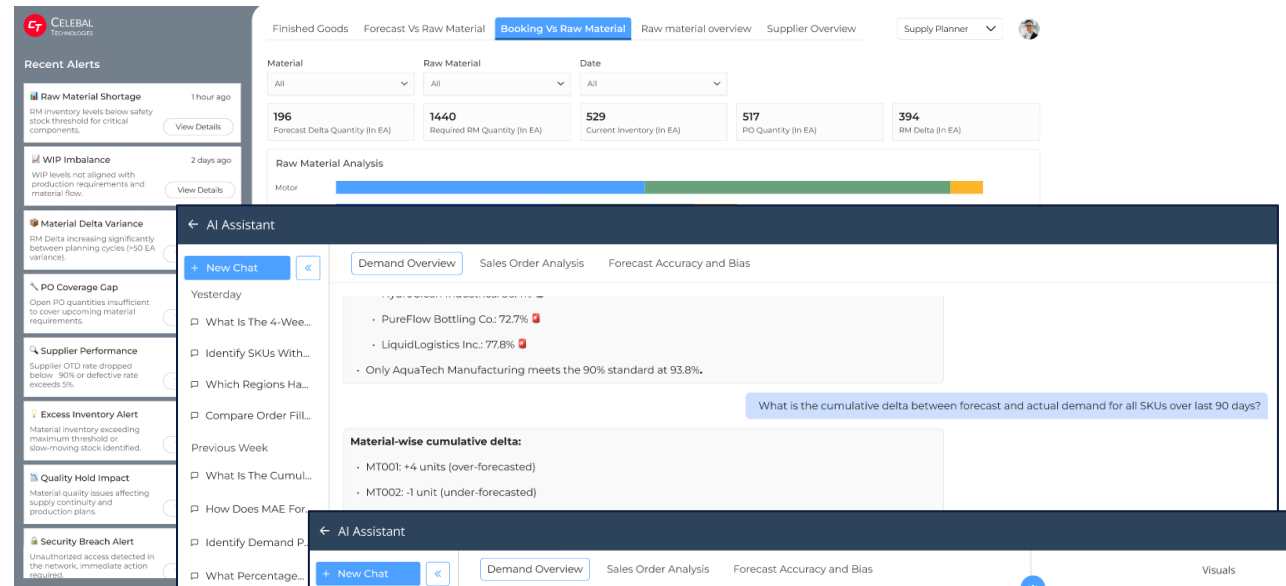 CELEBAL
TECHNOLOGIES
Finished Goods Forecast Vs Raw Material Booking Vs Raw Material Raw material overview Supplier Overview Supply Planner
Recent Alerts
Raw Material Shortage 1 hour ago
RM inventory levels below safety
stock threshold for critical
components.
View Details
WIP Imbalance 2 days ago
WIP levels not aligned with
production requirements and
material flow.
View Details
Material Delta Variance
RM Delta increasing significantly
between planning cycles (>50 EA
variance).
PO Coverage Gap
Open PO quantities insufficient
to cover upcoming material
requirements.
Supplier Performance
Supplier OTD rate dropped
below 90% or defective rate
exceeds 5%.
Excess Inventory Alert
Material inventory exceeding
maximum threshold or
slow-moving stock identified.
Quality Hold Impact
Material quality issues affecting
supply continuity and
production plans.
Security Breach Alert
Unauthorized access detected in
the network, immediate action
required.
Material Raw Material Date
All All All
196 1440 529 517 394
Forecast Delta Quantity (In EA) Required RM Quantity (In EA) Current Inventory (In EA) PO Quantity (In EA) RM Delta (In EA)
Raw Material Analysis
Motor
← AI Assistant
+ New Chat «
Yesterday
What Is The 4-Wee...
Identify SKUs With...
Which Regions Ha...
Compare Order Fill...
Previous Week
What Is The Cumul...
How Does MAE For...
Identify Demand P...
What Percentage...
Demand Overview Sales Order Analysis Forecast Accuracy and Bias
• PureFlow Bottling Co.: 72.7%
• LiquidLogistics Inc.: 77.8%
• Only AquaTech Manufacturing meets the 90% standard at 93.8%.
What is the cumulative delta between forecast and actual demand for all SKUs over last 90 days?
Material-wise cumulative delta:
• MT001: +4 units (over-forecasted)
• MT002: -1 unit (under-forecasted)
← AI Assistant
+ New Chat «
Demand Overview Sales Order Analysis Forecast Accuracy and Bias
Visuals